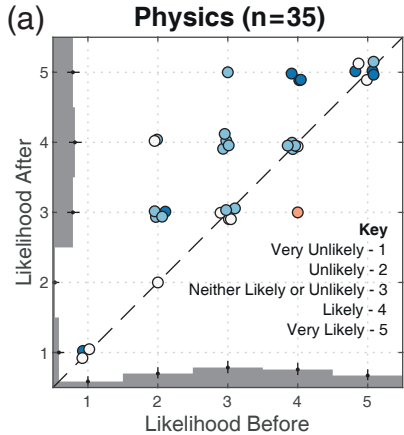 (a) Physics (n=35)
Likelihood After
5
4
3
2
1
Key
Very Unlikely - 1
Unlikely - 2
Neither Likely or Unlikely - 3
Likely - 4
Very Likely - 5
1 2 3 4 5
Likelihood Before